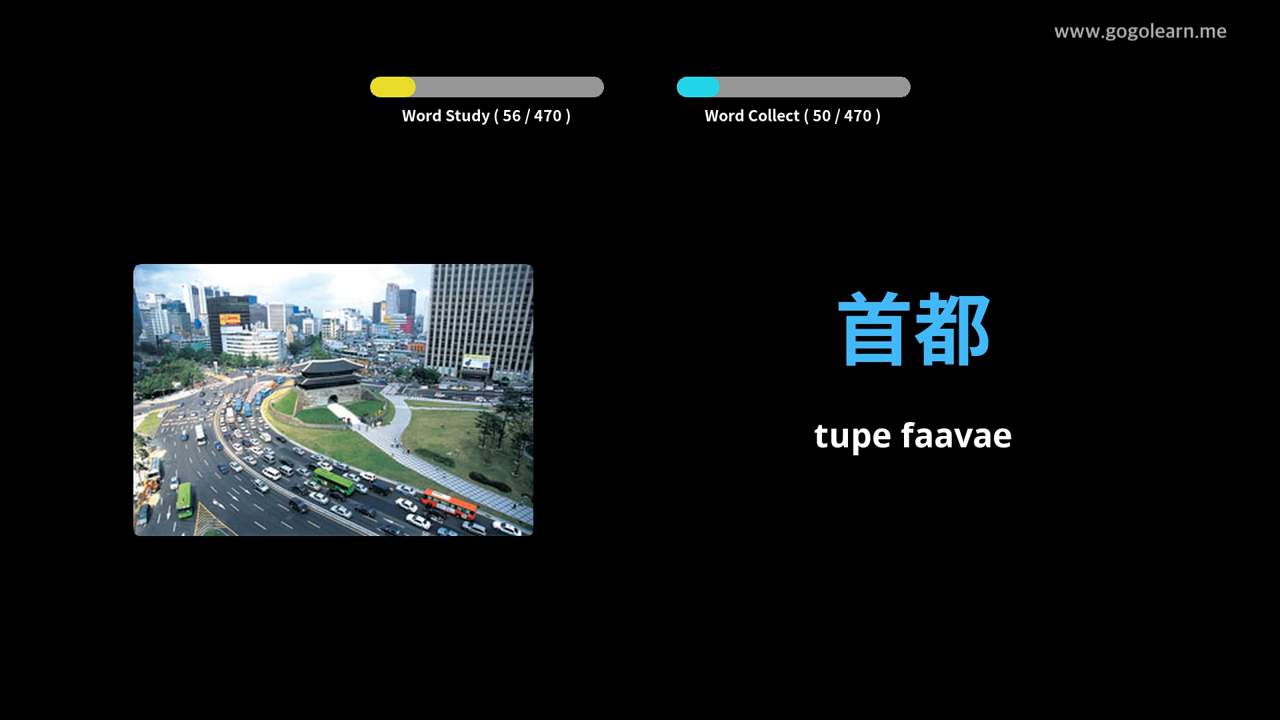 www.gogolearn.me
Word Study ( 56 / 470 )
Word Collect ( 50 / 470 )
首都
tupe faavae